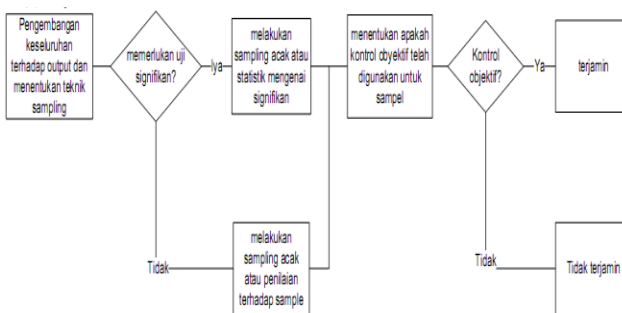 Pengembangan
keseluruhan
terhadap output dan
menentukan teknik
sampling
memerlukan uji
signifikan?
Iya
melakukan
sampling acak atau
statistik mengenai
signifikan
menentukan apakah
kontrol obyektif telah
digunakan untuk
sampel
Kontrol
objektif?
Ya
terjamin
Tidak
melakukan
sampling acak
atau penilaian
terhadap sample
Tidak
Tidak terjamin